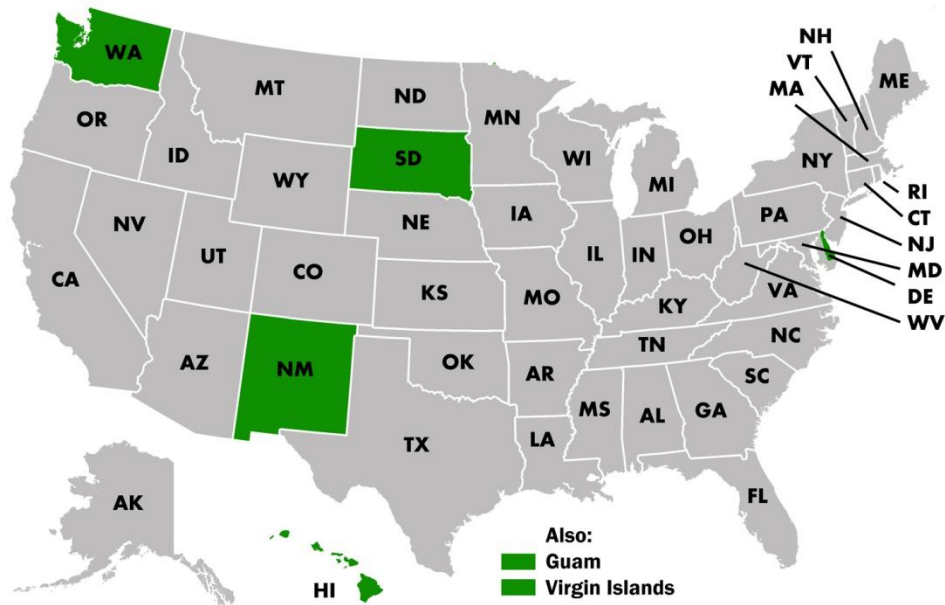 WA
MT
ND
MN
NH
VT
MA
ME
OR
ID
SD
WI
NY
WY
MI
RI
CT
NV
NE
IA
PA
NJ
UT
IL
IN
OH
MD
CA
CO
KS
MO
VA
DE
KY
WV
AZ
NM
OK
TN
NC
AR
SC
MS
AL
GA
TX
LA
FL
AK
HI
Also:
Guam
Virgin Islands